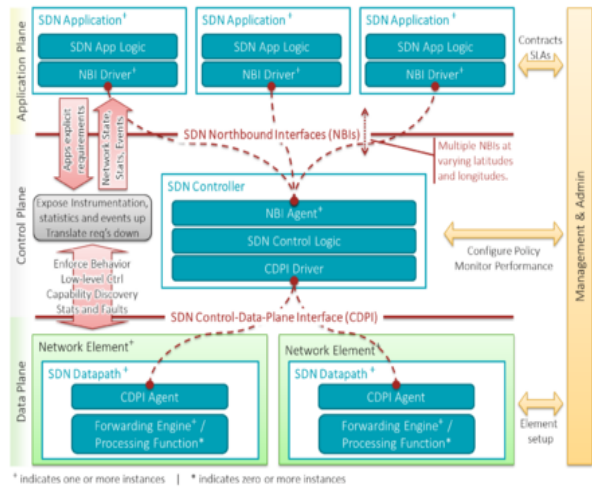 Application Plane
SDN Application⁺
SDN App Logic
NBI Driver⁺
SDN Application⁺
SDN App Logic
NBI Driver⁺
SDN Application⁺
SDN App Logic
NBI Driver⁺
Contracts
SLAs
Apps explicit
requirements
Network State,
Stats, Events
SDN Northbound Interfaces (NBIs)
Multiple NBIs at
varying latitudes
and longitudes.
Control Plane
Expose Instrumentation,
statistics and events up
Translate req's down
Enforce Behavior
Low-level Ctrl
Capability Discovery
Stats and Faults
SDN Controller
NBI Agent⁺
SDN Control Logic
CDPI Driver
Configure Policy
Monitor Performance
Management & Admin
SDN Control-Data-Plane Interface (CDPI)
Data Plane
Network Element⁺
SDN Datapath⁺
CDPI Agent
Forwarding Engine⁺ /
Processing Function*
Network Element⁺
SDN Datapath⁺
CDPI Agent
Forwarding Engine⁺ /
Processing Function*
Element
setup
⁺ indicates one or more instances | * indicates zero or more instances